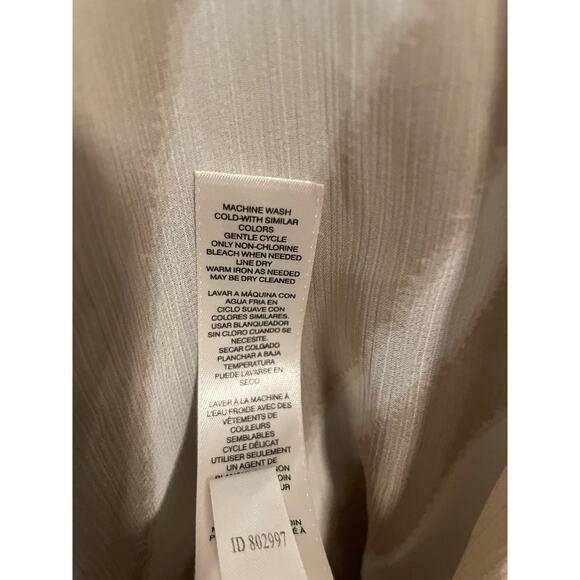 MACHINE WASH
COLD-WITH SIMILAR
COLORS
GENTLE CYCLE
ONLY NON-CHLORINE
BLEACH WHEN NEEDED
LINE DRY
WARM IRON AS NEEDED
MAY BE DRY CLEANED
LAVAR A MÁQUINA CON
AGUA FRIA EN
CICLO SUAVE CON
COLORES SIMILARES.
USAR BLANQUEADOR
SIN CLORO CUANDO SE
NECESITE.
SECAR COLGADO
PLANCHAR A BAJA
TEMPERATURA
PUEDE LAVARSE EN
SECO
LAVER À LA MACHINE À
L'EAU FROIDE AVEC DES
VÊTEMENTS DE
COULEURS
SEMBLABLES
CYCLE DÉLICAT
UTILISER SEULEMENT
UN AGENT DE
ID 802997